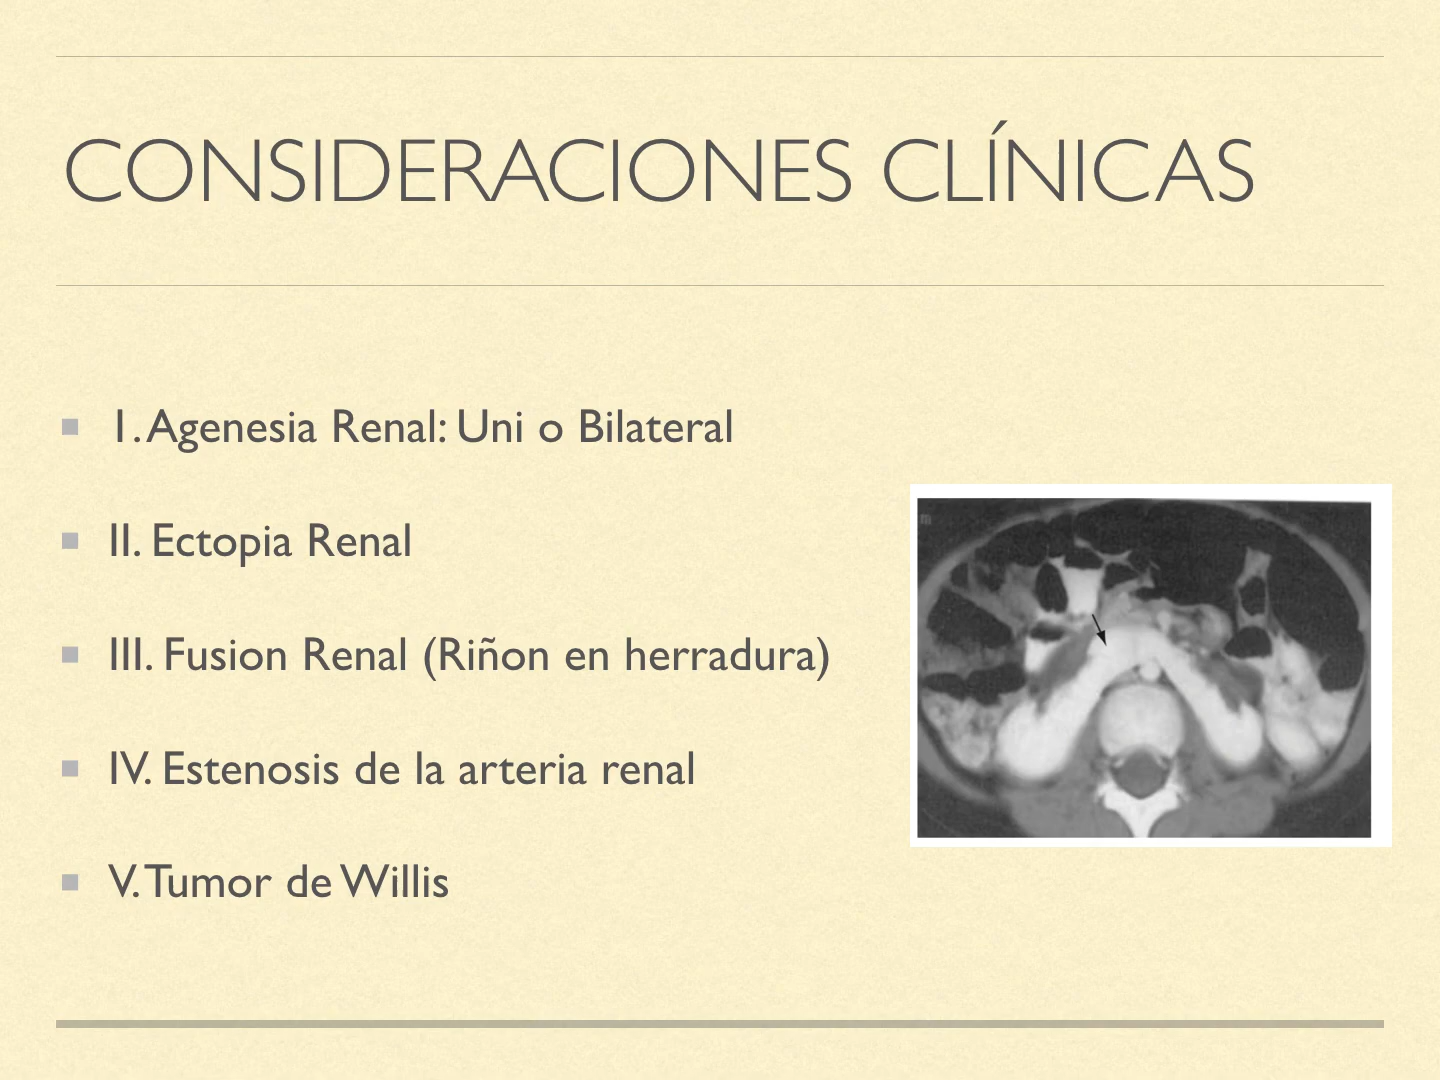 CONSIDERACIONES CLÍNICAS
1. Agenesia Renal: Uni o Bilateral
II. Ectopia Renal
III. Fusion Renal (Riñon en herradura)
m
IV. Estenosis de la arteria renal
V. Tumor de Willis